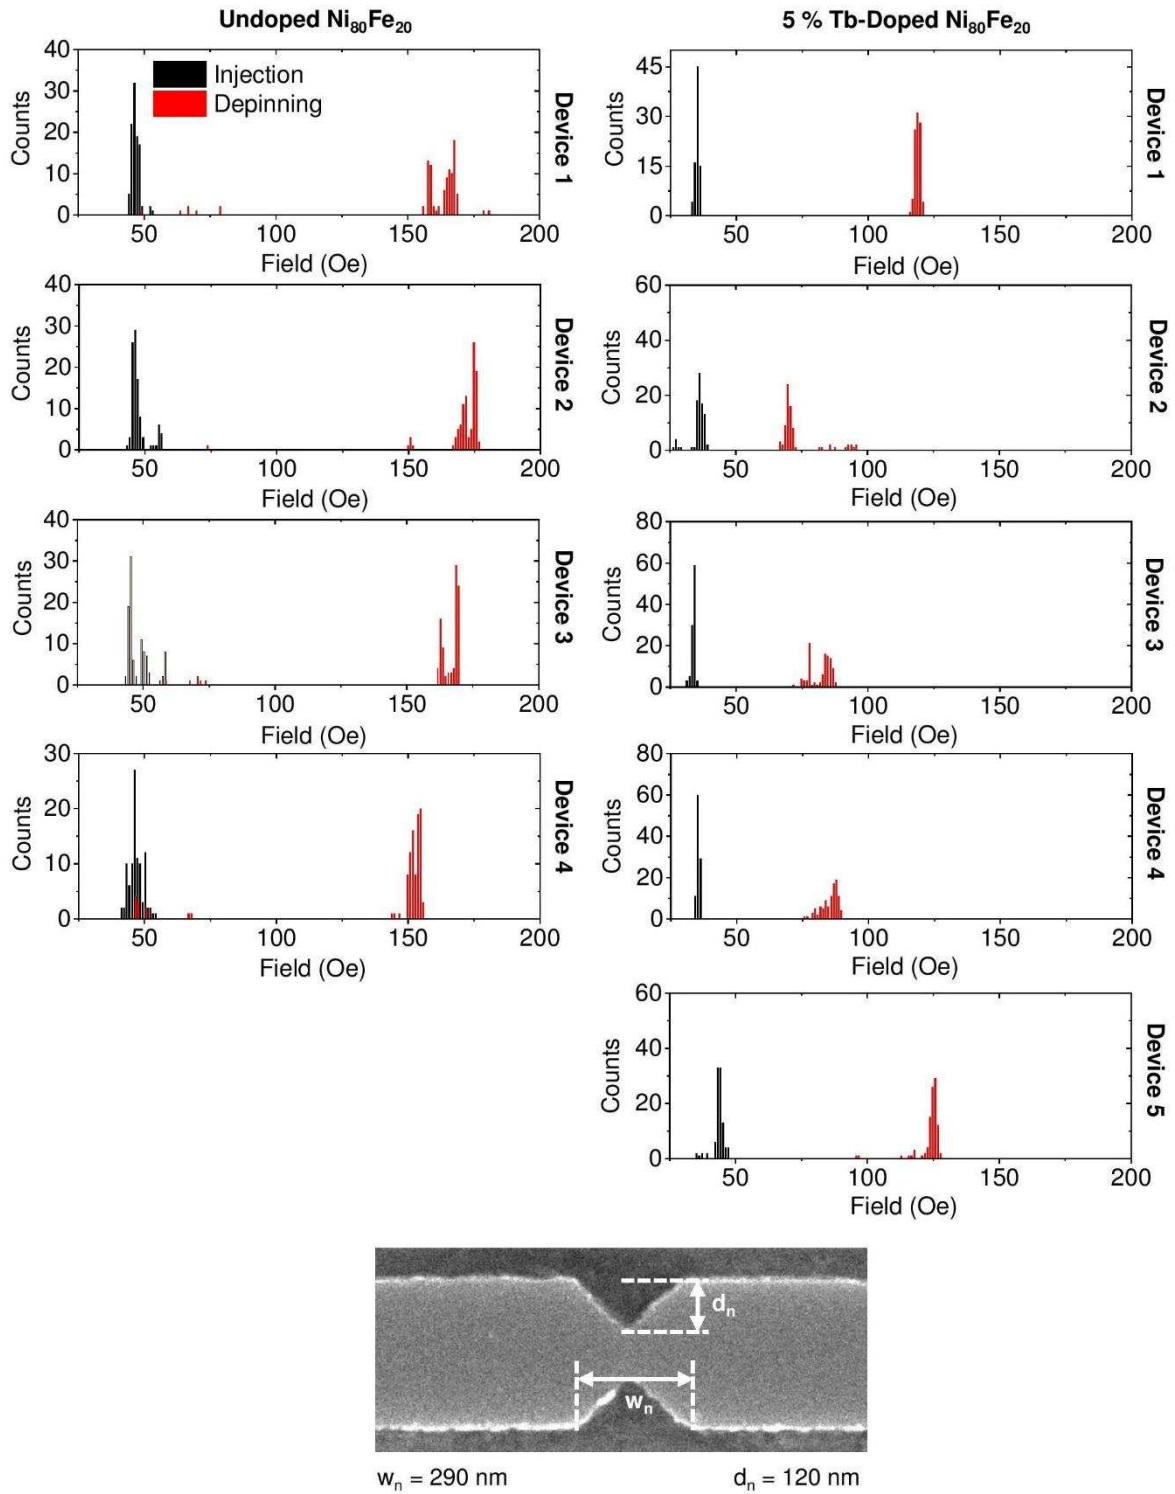 Undoped Ni₈₀Fe₂₀
5 % Tb-Doped Ni₈₀Fe₂₀
40
30
20
10
0
Counts
Injection
Depinning
50
100
150
200
Field (Oe)
Device 1
45
30
15
0
Counts
50
100
150
200
Field (Oe)
Device 1
40
30
20
10
0
Counts
50
100
150
200
Field (Oe)
Device 2
60
40
20
0
Counts
50
100
150
200
Field (Oe)
Device 2
40
30
20
10
0
Counts
50
100
150
200
Field (Oe)
Device 3
80
60
40
20
0
Counts
50
100
150
200
Field (Oe)
Device 3
30
20
10
0
Counts
50
100
150
200
Field (Oe)
Device 4
80
60
40
20
0
Counts
50
100
150
200
Field (Oe)
Device 4
60
40
20
0
Counts
50
100
150
200
Field (Oe)
Device 5
dₙ
wₙ
wₙ = 290 nm
dₙ = 120 nm